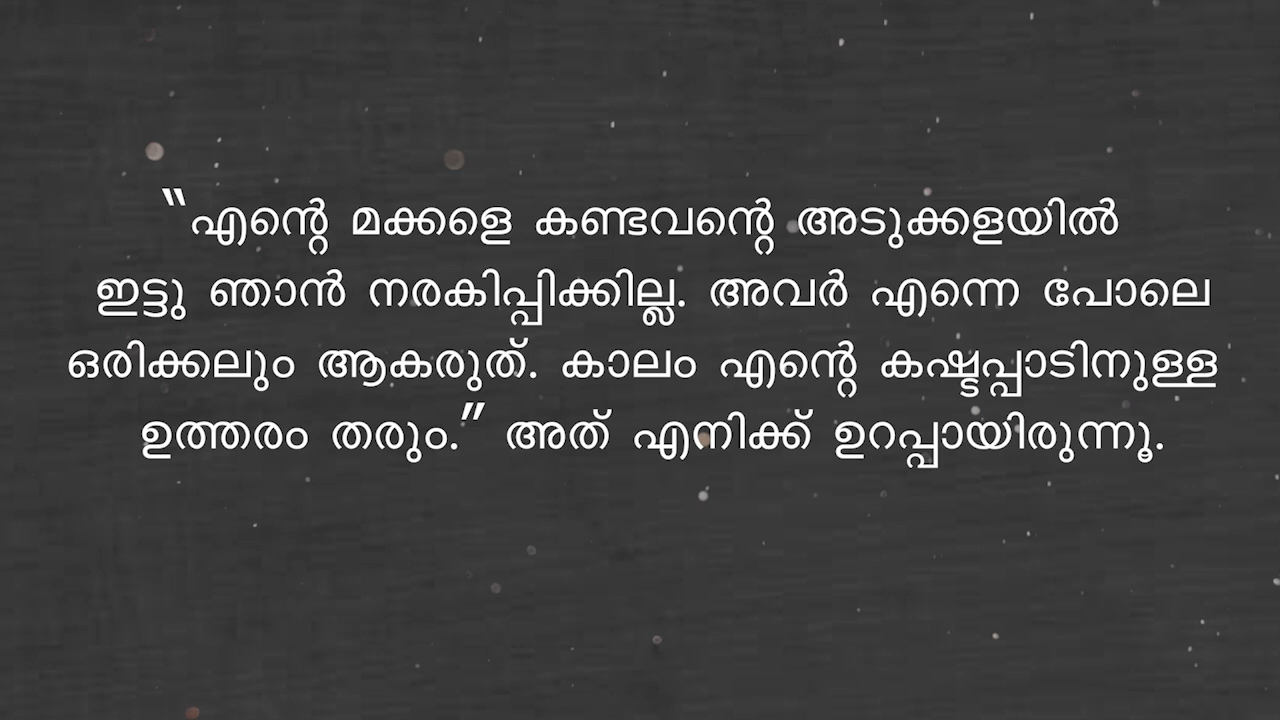 “എന്റെ മക്കളെ കണ്ടവന്റെ അടുക്കളയിൽ
ഇട്ടു ഞാൻ നരകിപ്പിക്കില്ല. അവർ എന്നെ പോലെ
ഒരിക്കലും ആകരുത്. കാലം എന്റെ കഷ്ടപ്പാടിനുള്ള
ഉത്തരം തരും.” അത് എനിക്ക് ഉറപ്പായിരുന്നൂ.